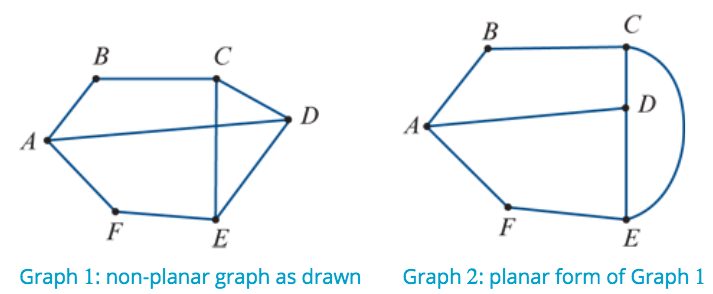 B
C
A
D
F
E
Graph 1: non-planar graph as drawn
B
C
D
A
F
E
Graph 2: planar form of Graph 1